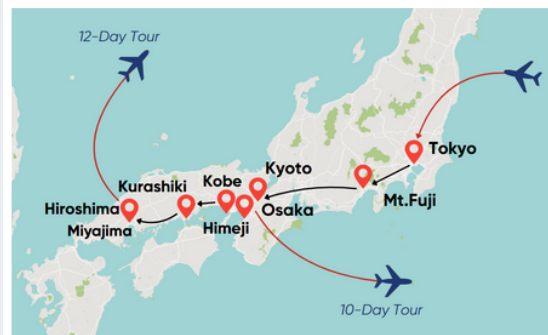 12-Day Tour
Tokyo
Kyoto
Kobe
Kurashiki
Mt.Fuji
Osaka
Hiroshima
Himeji
Miyajima
10-Day Tour